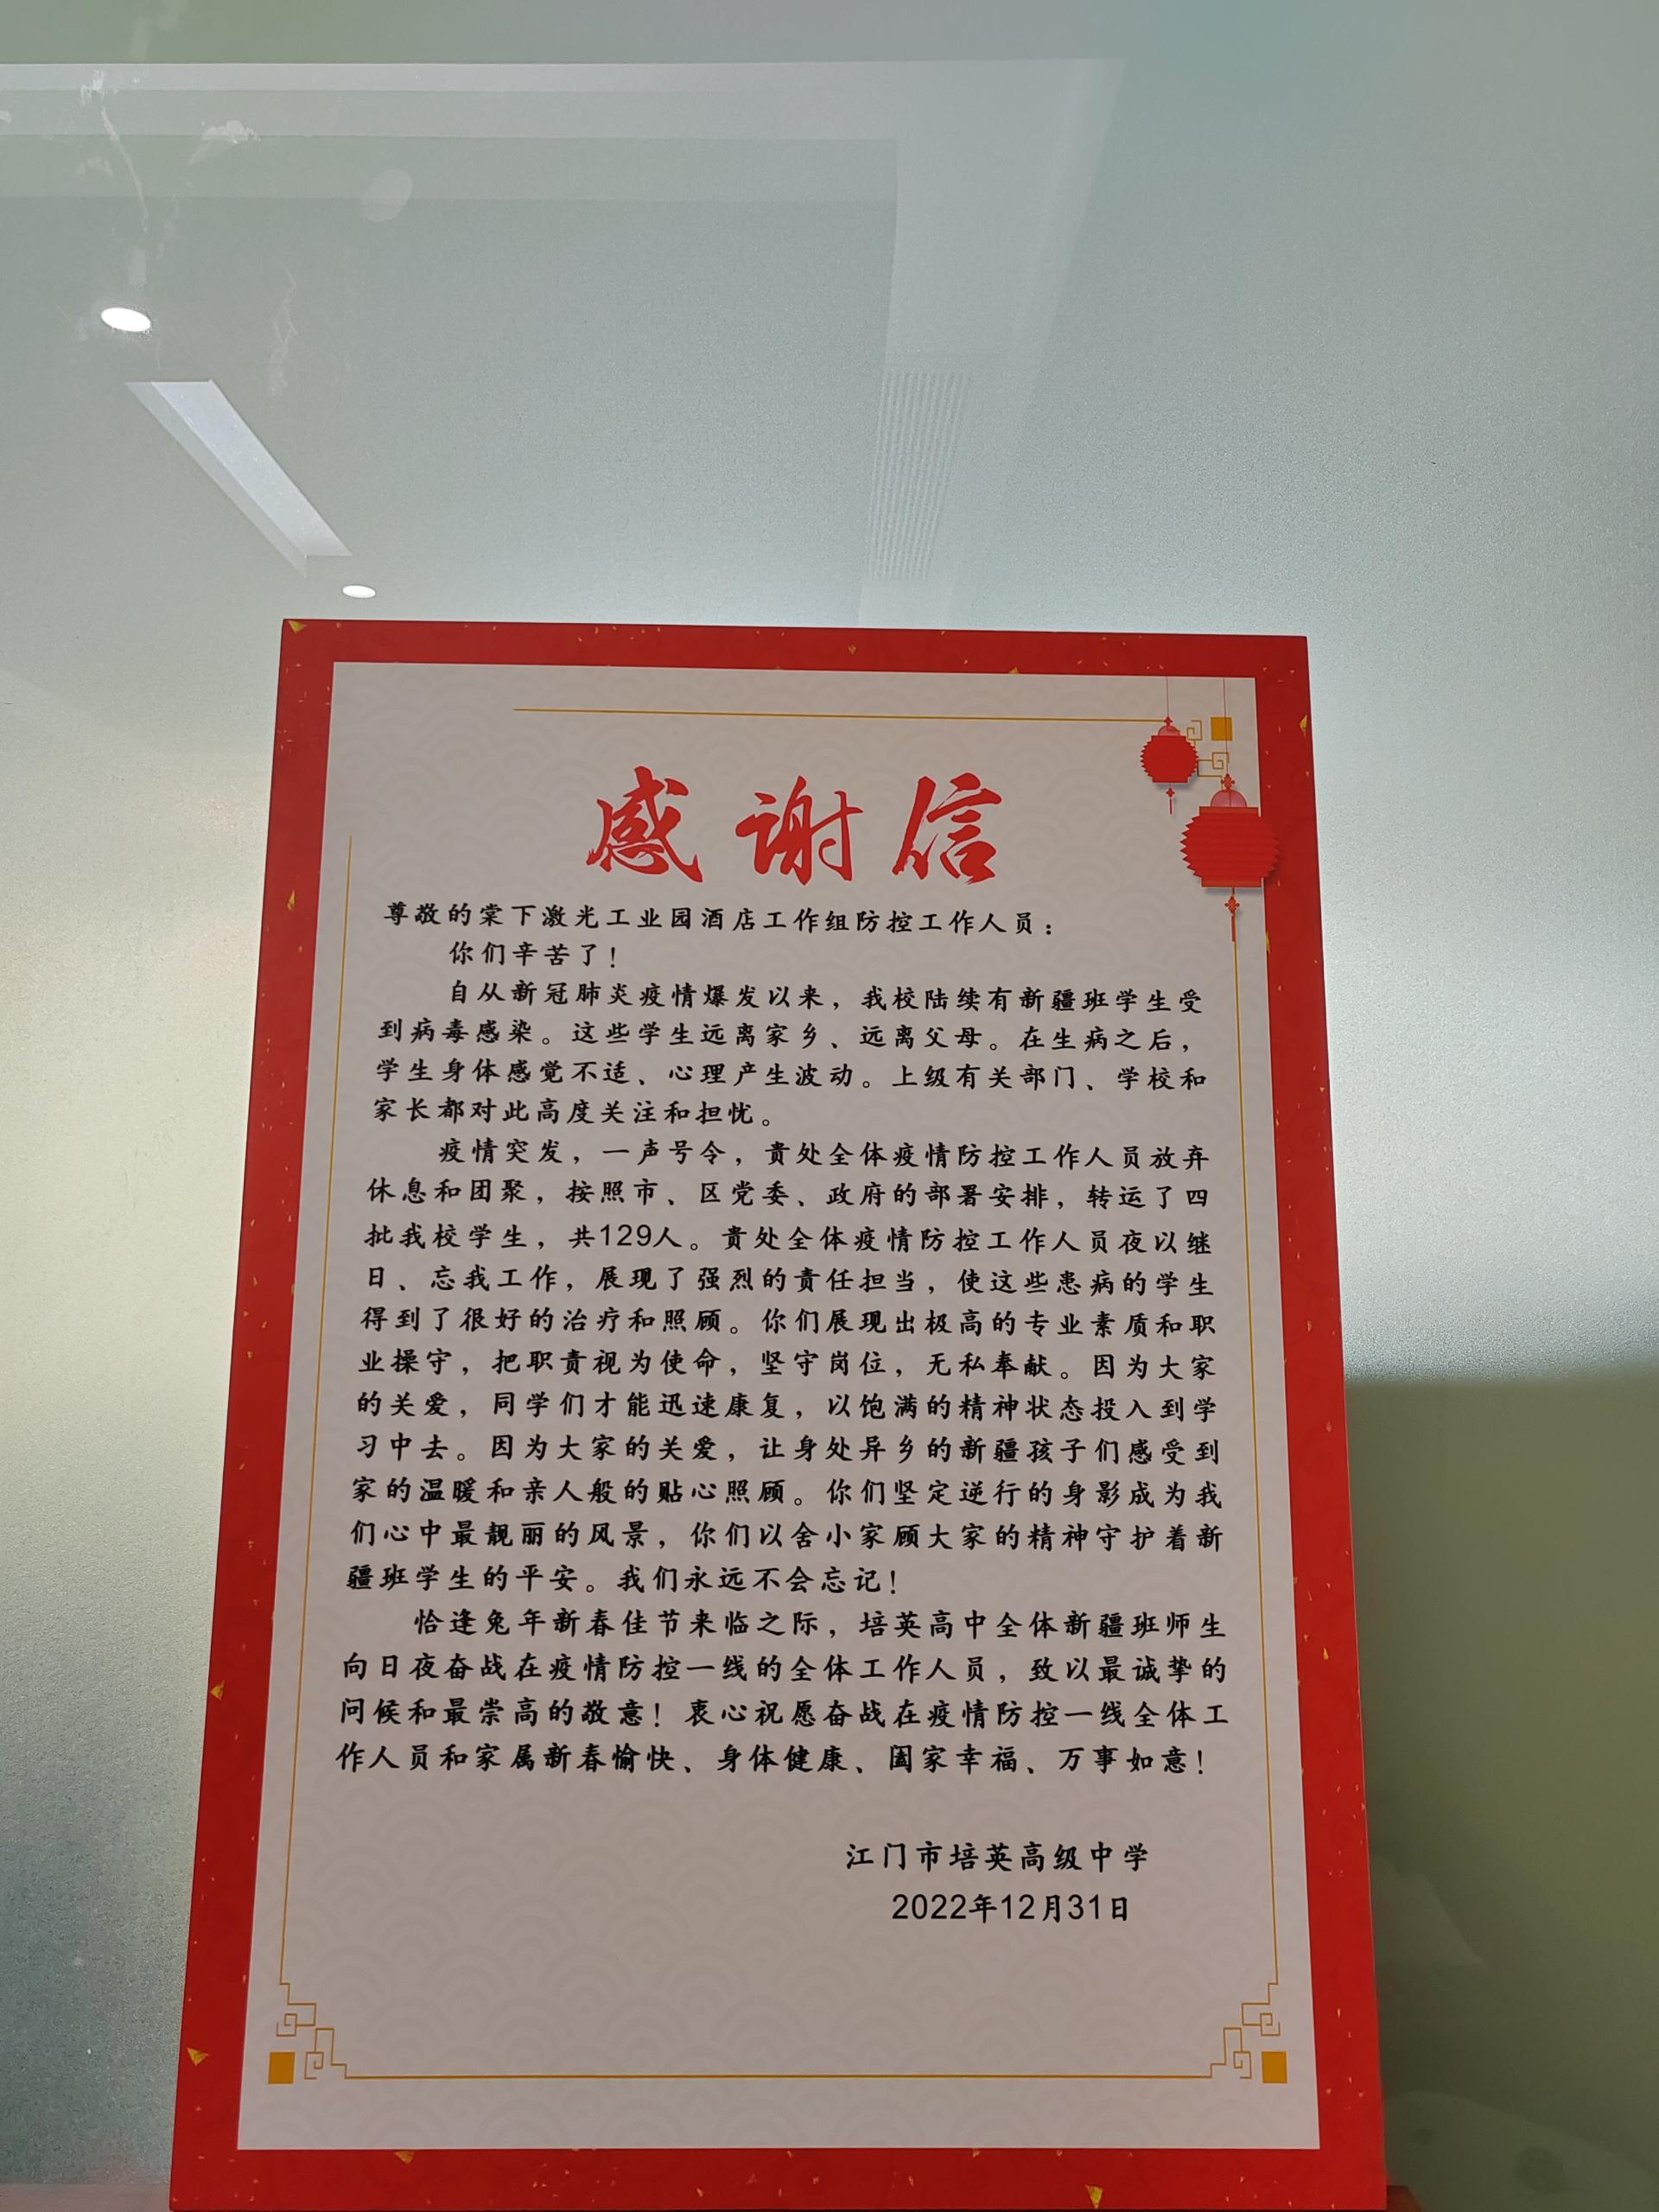 感谢信
尊敬的棠下激光工业园酒店工作组防控工作人员：
你们辛苦了！
自从新冠肺炎疫情爆发以来，我校陆续有新疆班学生受
到病毒感染。这些学生远离家乡、远离父母。在生病之后，
学生身体感觉不适、心理产生波动。上级有关部门、学校和
家长都对此高度关注和担忧。
疫情突发，一声号令，贵处全体疫情防控工作人员放弃
休息和团聚，按照市、区党委、政府的部署安排，转运了四
批我校学生，共129人。贵处全体疫情防控工作人员夜以继
日、忘我工作，展现了强烈的责任担当，使这些患病的学生
得到了很好的治疗和照顾。你们展现出极高的专业素质和职
业操守，把职责视为使命，坚守岗位，无私奉献。因为大家
的关爱，同学们才能迅速康复，以饱满的精神状态投入到学
习中去。因为大家的关爱，让身处异乡的新疆孩子们感受到
家的温暖和亲人般的贴心照顾。你们坚定逆行的身影成为我
们心中最靓丽的风景，你们以舍小家顾大家的精神守护着新
疆班学生的平安。我们永远不会忘记！
恰逢兔年新春佳节来临之际，培英高中全体新疆班师生
向日夜奋战在疫情防控一线的全体工作人员，致以最诚挚的
问候和最崇高的敬意！衷心祝愿奋战在疫情防控一线全体工
作人员和家属新春愉快、身体健康、阖家幸福、万事如意！
江门市培英高级中学
2022年12月31日